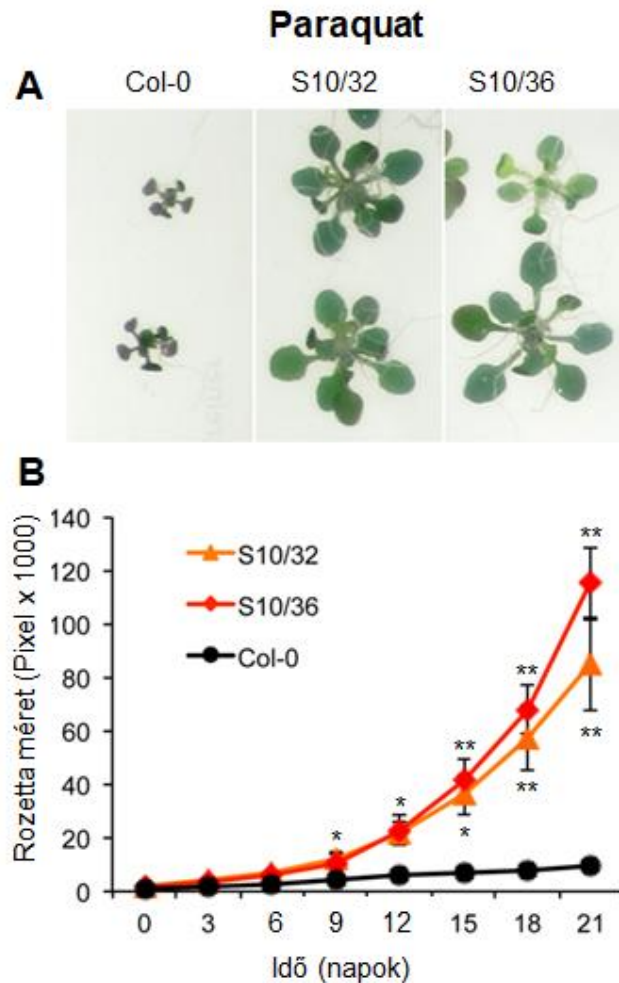 Paraquat
A Col-0 S10/32 S10/36
B
Rozetta méret (Pixel x 1000)
140
120
100
80
60
40
20
0
S10/32
S10/36
Col-0
* * ** ** **
* ** **
0 3 6 9 12 15 18 21
Idő (napok)